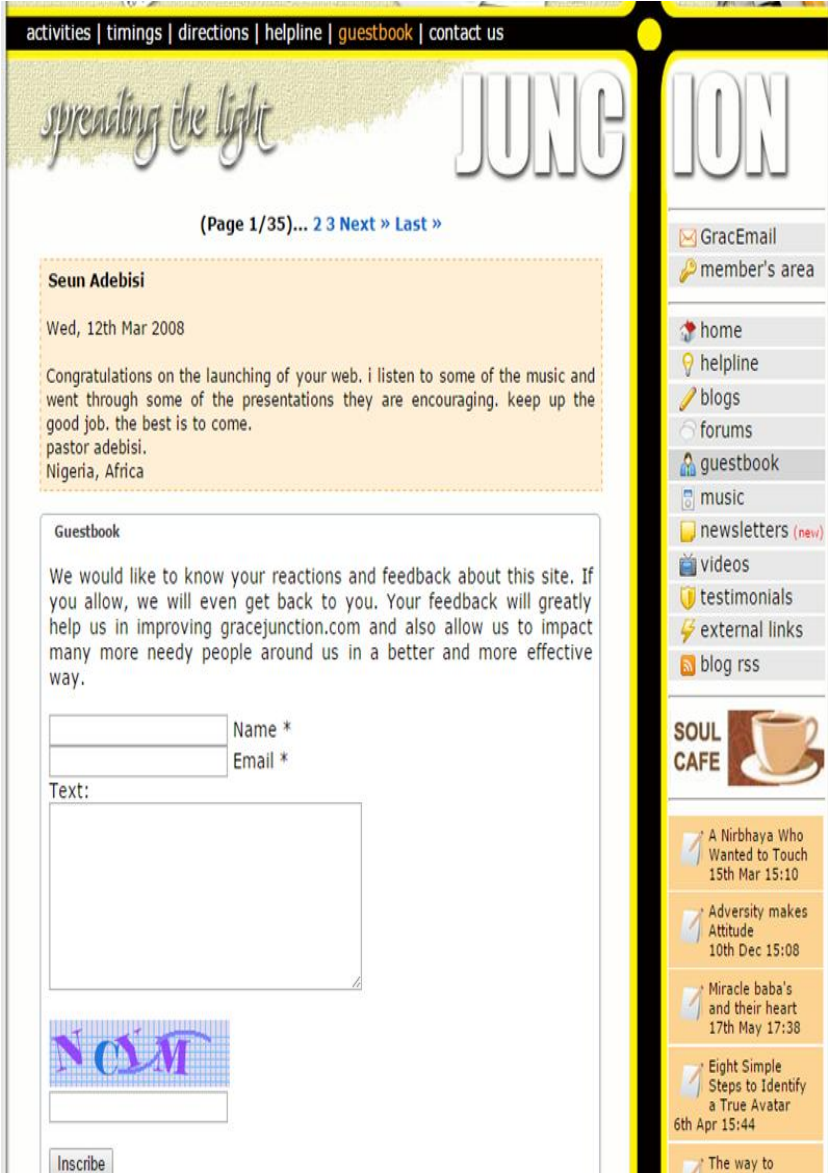 activities | timings | directions | helpline | guestbook | contact us
spreading the light
JUNC ION
(Page 1/35)... 2 3 Next » Last »
Seun Adebisi
Wed, 12th Mar 2008
Congratulations on the launching of your web. i listen to some of the music and
went through some of the presentations they are encouraging. keep up the
good job. the best is to come.
pastor adebisi.
Nigeria, Africa
Guestbook
We would like to know your reactions and feedback about this site. If
you allow, we will even get back to you. Your feedback will greatly
help us in improving gracejunction.com and also allow us to impact
many more needy people around us in a better and more effective
way.
Name *
Email *
Text:
NCYM
Inscribe
GracEmail
member's area
home
helpline
blogs
forums
guestbook
music
newsletters (new)
videos
testimonials
external links
blog rss
SOUL
CAFE
A Nirbhaya Who
Wanted to Touch
15th Mar 15:10
Adversity makes
Attitude
10th Dec 15:08
Miracle baba's
and their heart
17th May 17:38
Eight Simple
Steps to Identify
a True Avatar
6th Apr 15:44
The way to